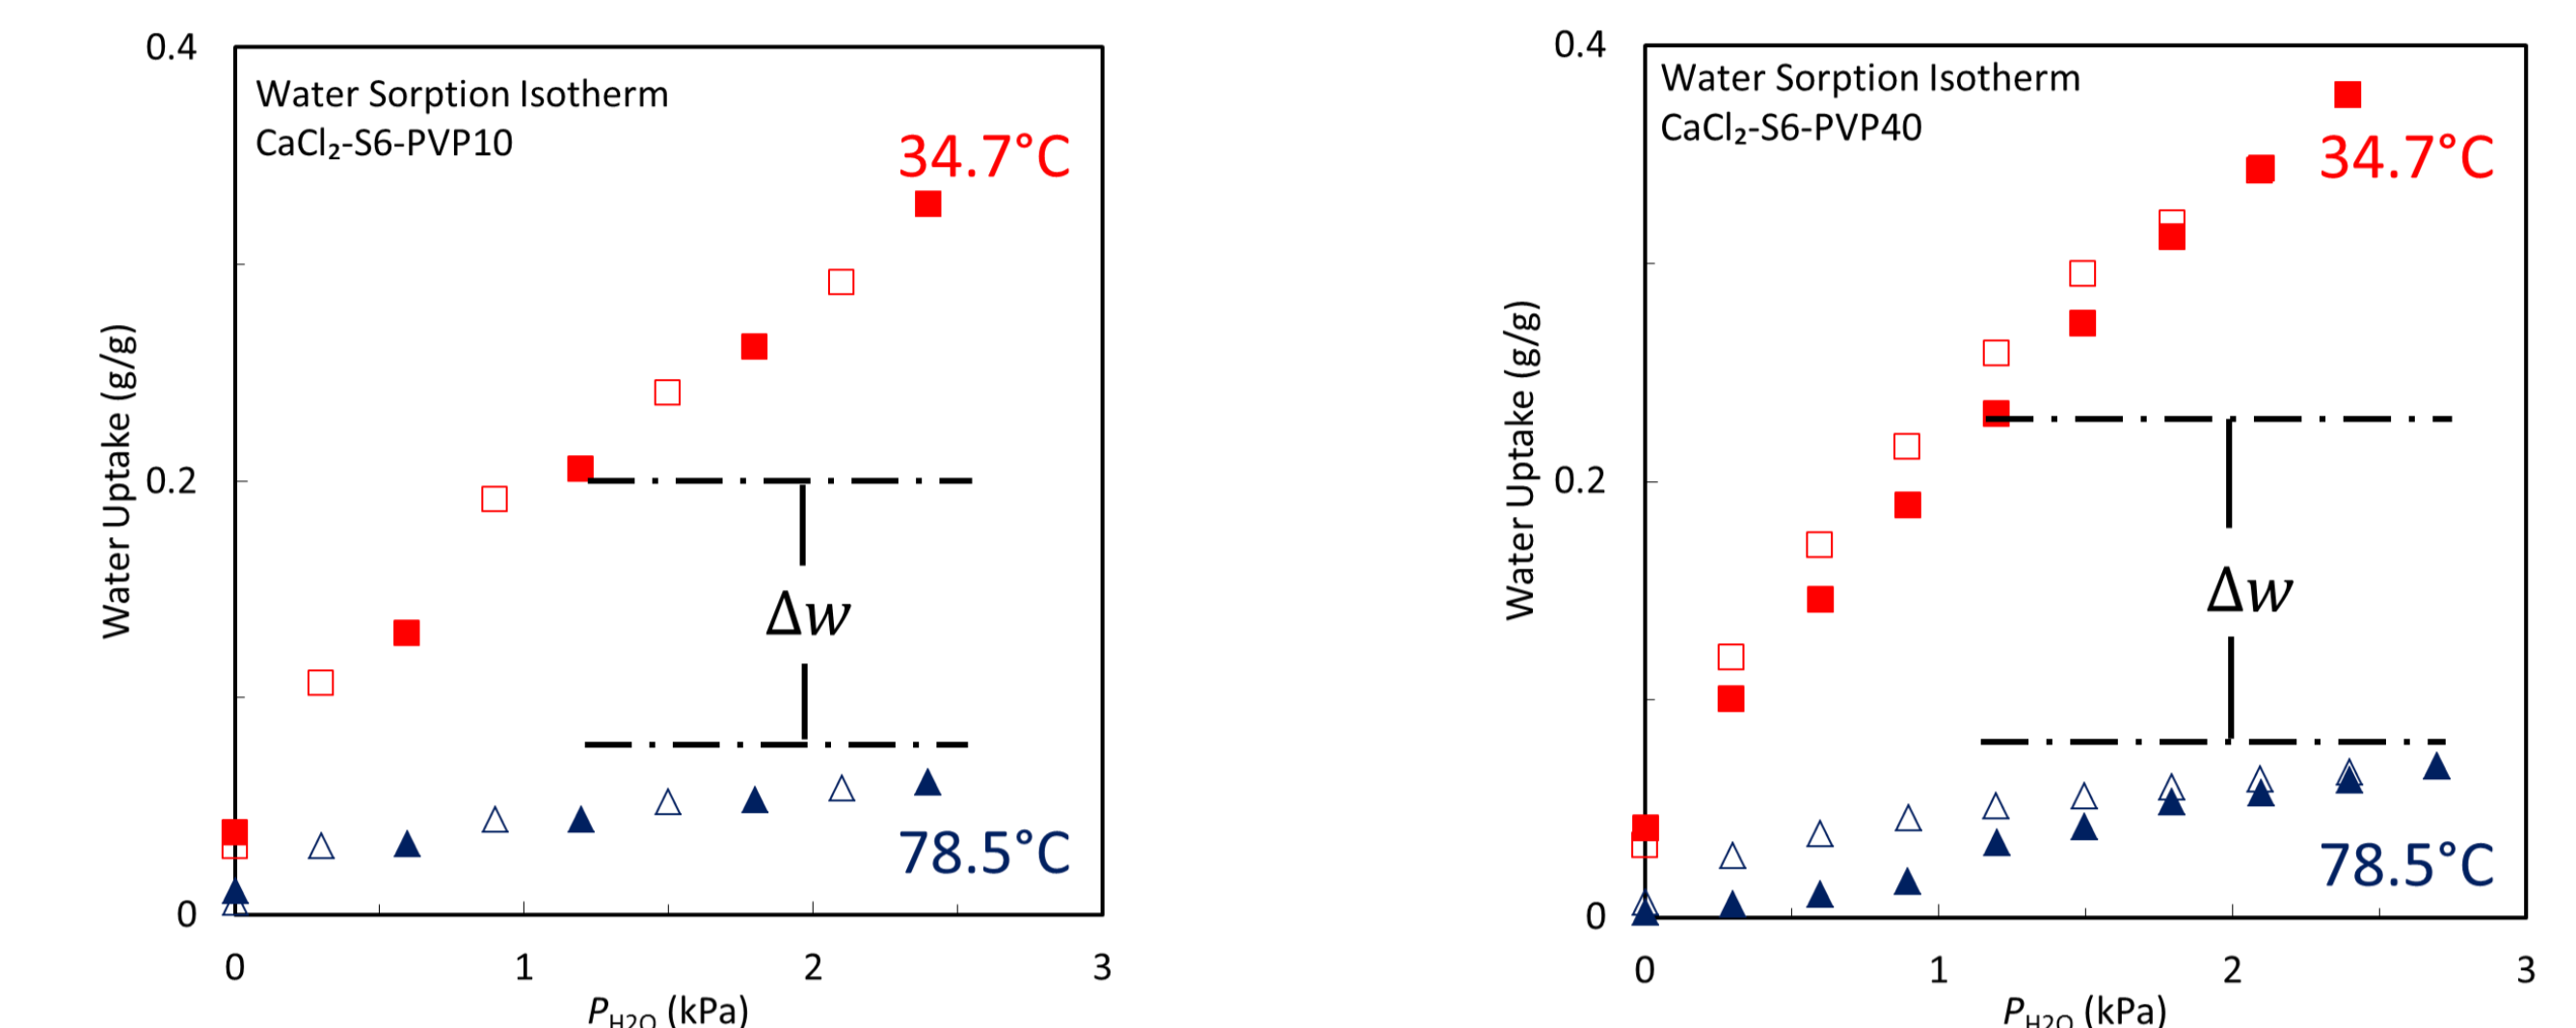 0.4
Water Sorption Isotherm
CaCl₂-S6-PVP10
34.7°C
Water Uptake (g/g)
0.2
Δw
78.5°C
0
0 1 2 3
P_H2O (kPa)
0.4
Water Sorption Isotherm
CaCl₂-S6-PVP40
34.7°C
Water Uptake (g/g)
0.2
Δw
78.5°C
0
0 1 2 3
P_H2O (kPa)